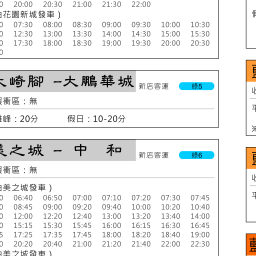 20:00 20:30 21:00 21:30 22:00
花園新城發車)
07:30 08:00 08:30 09:00 09:30 10:00 10:30
12:30 13:00 13:30 14:00 14:30 15:00 15:30
17:30 18:00 18:30 19:00 19:30 20:00 20:30
大崎腳 -大鵬華城 新店客運 綠5
緩衝區：無
峰：20分 假日：10-20分
美之城 - 中 和 新店客運 綠6
緩衝區：無
美之城發車)
06:40 06:50 07:00 07:10 07:20 07:30 07:45
08:45 09:00 09:20 09:40 10:00 10:20 10:40
12:00 12:20 12:40 13:00 13:20 13:40 14:00
15:15 15:30 15:45 16:00 16:15 16:30 16:45
17:25 17:35 17:45 18:00 18:20 18:40 19:00
20:20 20:40 21:00 21:20 21:40 22:00 22:30
美之城發車)